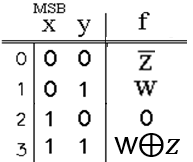 MSB
x y f
0 0 0 z̅
1 0 1 w
2 1 0 0
3 1 1 w⊕z